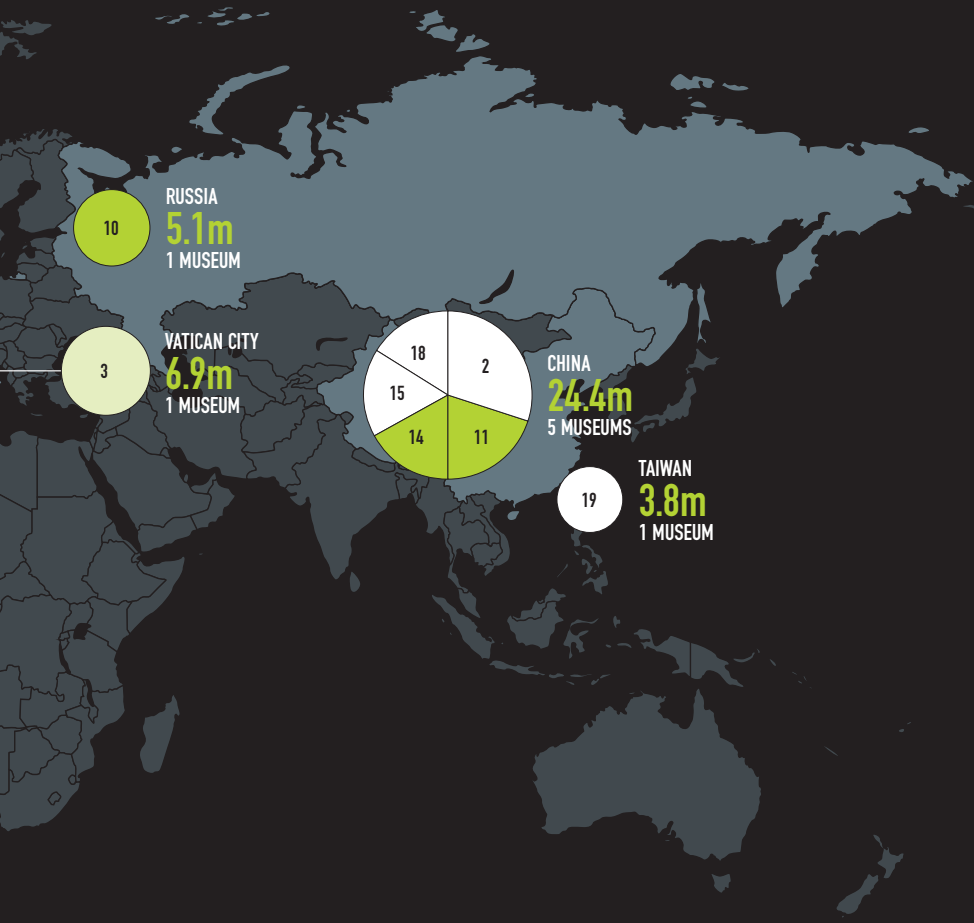 10
RUSSIA
5.1m
1 MUSEUM
3
VATICAN CITY
6.9m
1 MUSEUM
18
2
15
14
11
CHINA
24.4m
5 MUSEUMS
19
TAIWAN
3.8m
1 MUSEUM